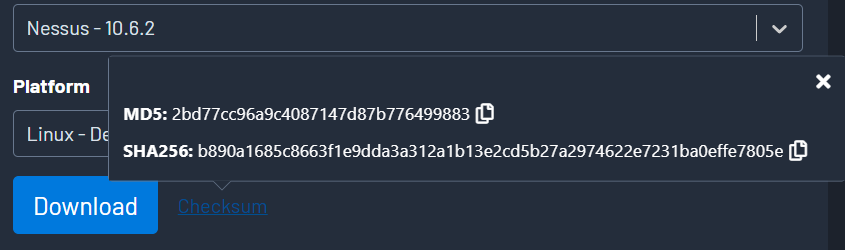 Nessus - 10.6.2
Platform
MD5: 2bd77cc96a9c4087147d87b776499883
Linux - De
SHA256: b890a1685c8663f1e9dda3a312a1b13e2cd5b27a2974622e7231ba0effe7805e
Download
Checksum